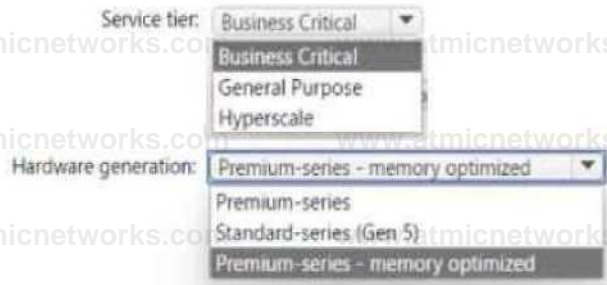 Service tier: Business Critical
Business Critical
General Purpose
Hyperscale
Hardware generation: Premium-series - memory optimized
Premium-series
Standard-series (Gen 5)
Premium-series - memory optimized